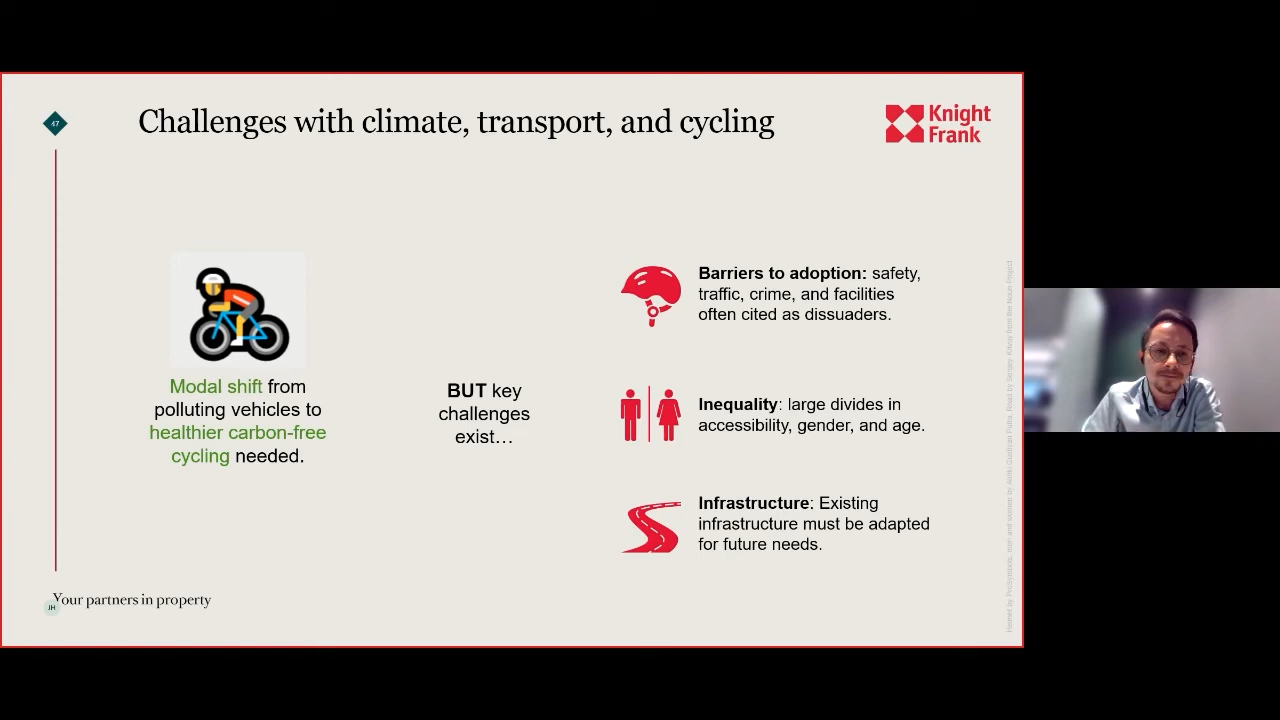 47
Challenges with climate, transport, and cycling
Knight
Frank
Modal shift from
polluting vehicles to
healthier carbon-free
cycling needed.
BUT key
challenges
exist…
Barriers to adoption: safety,
traffic, crime, and facilities
often cited as dissuaders.
Inequality: large divides in
accessibility, gender, and age.
Infrastructure: Existing
infrastructure must be adapted
for future needs.
Your partners in property
JH